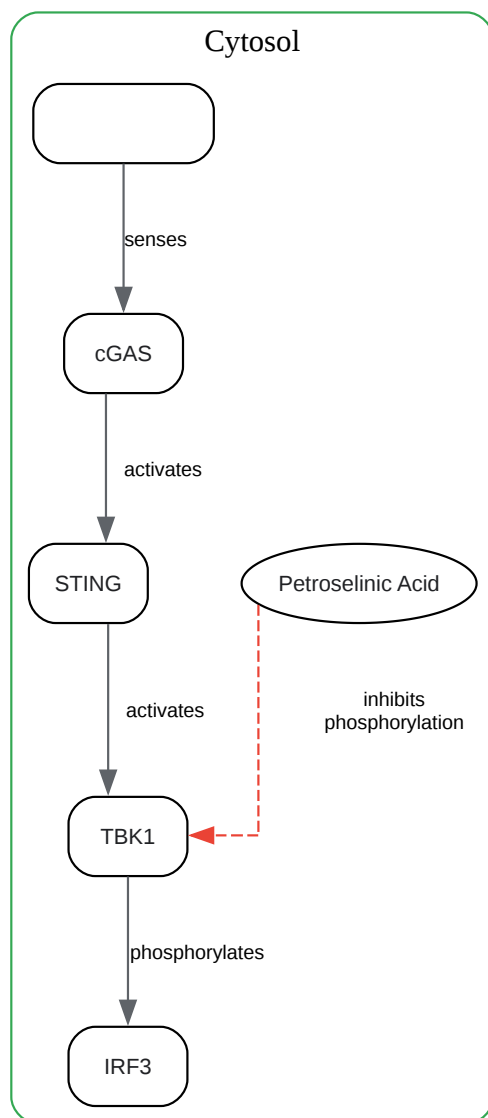 Cytosol
senses
cGAS
activates
STING
Petroselinic Acid
activates
inhibits
phosphorylation
TBK1
phosphorylates
IRF3